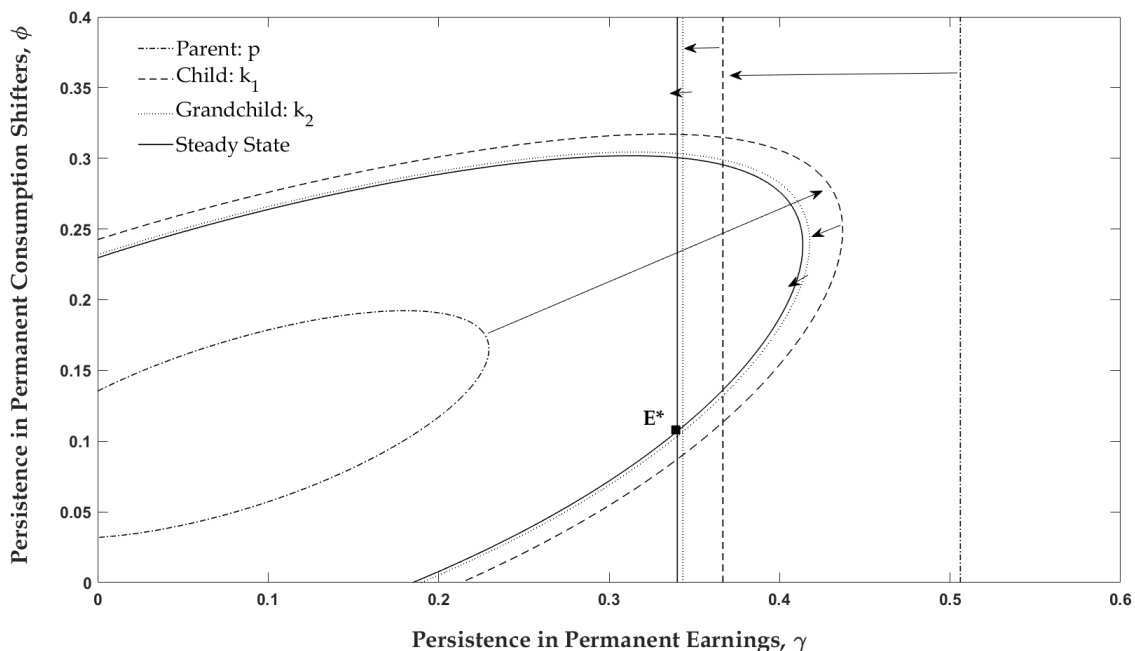 0.4
0.35
0.3
0.25
0.2
0.15
0.1
0.05
0
Persistence in Permanent Consumption Shifters, ϕ
Parent: p
Child: k₁
Grandchild: k₂
Steady State
E*
0 0.1 0.2 0.3 0.4 0.5 0.6
Persistence in Permanent Earnings, γ